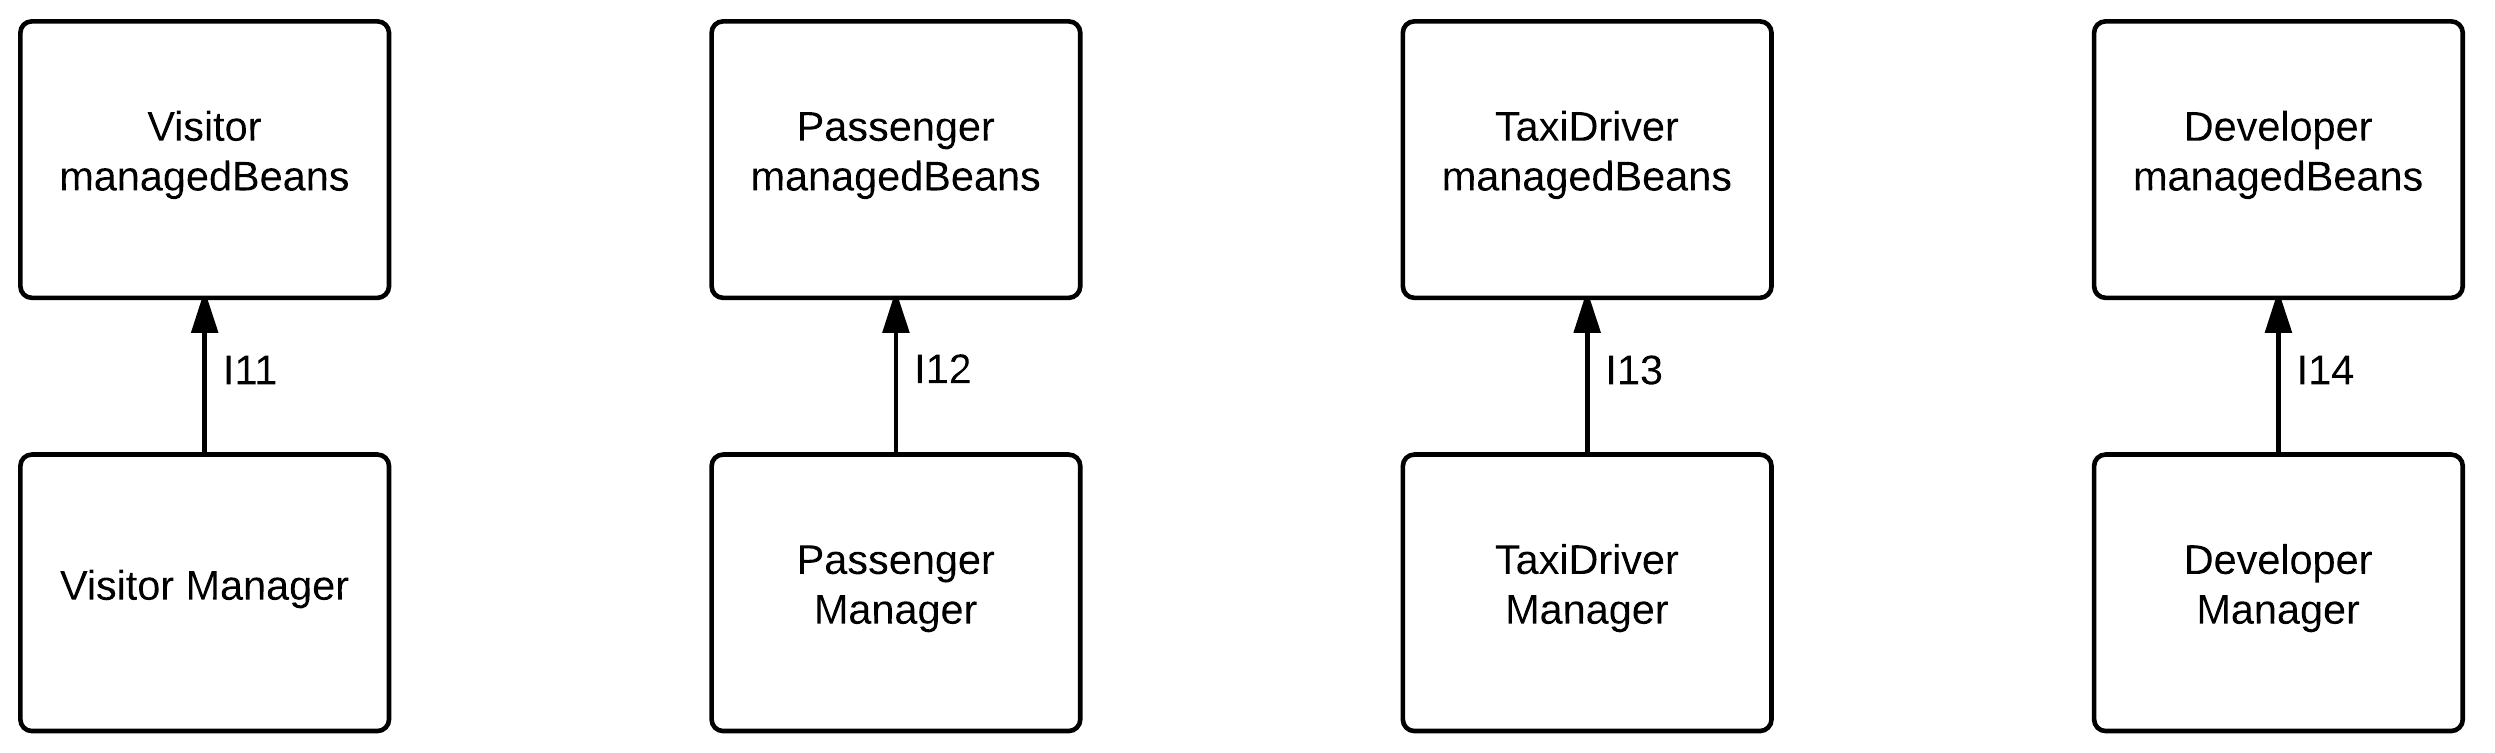 Visitor
managedBeans
Passenger
managedBeans
TaxiDriver
managedBeans
Developer
managedBeans
I11
I12
I13
I14
Visitor Manager
Passenger
Manager
TaxiDriver
Manager
Developer
Manager